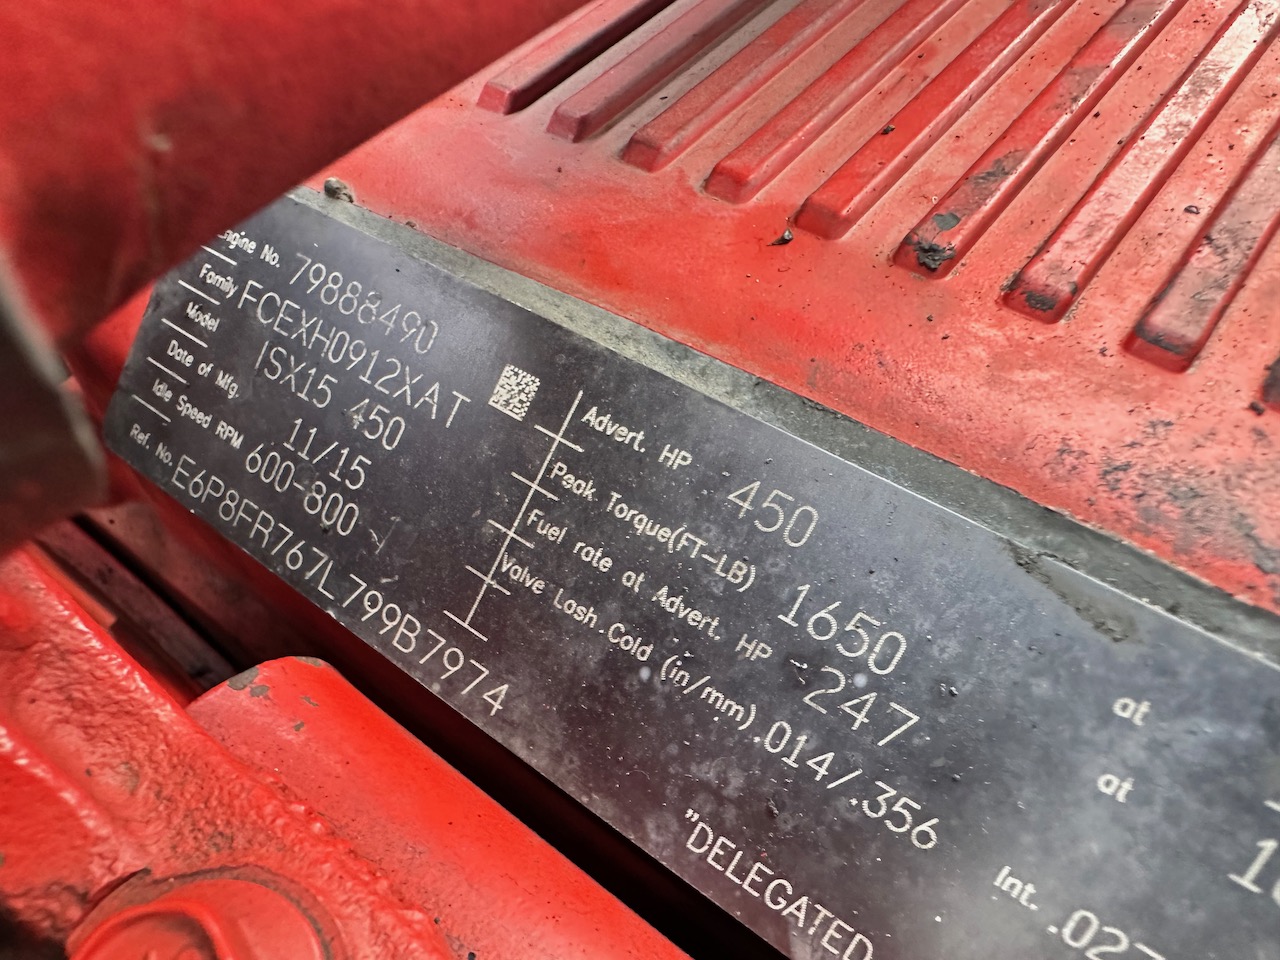 Engine No. 79888490
Family FCEXH0912XAT
Model ISX15 450
Date of Mfg. 11/15
Idle Speed RPM 600-800
Ref. No. E6P8FR767L799B7974
Advert. HP 450
Peak Torque(FT-LB) 1650 at
Fuel rate at Advert. HP 247 at
Valve Lash Cold (in/mm) .014/.356 Int. .027
"DELEGATED